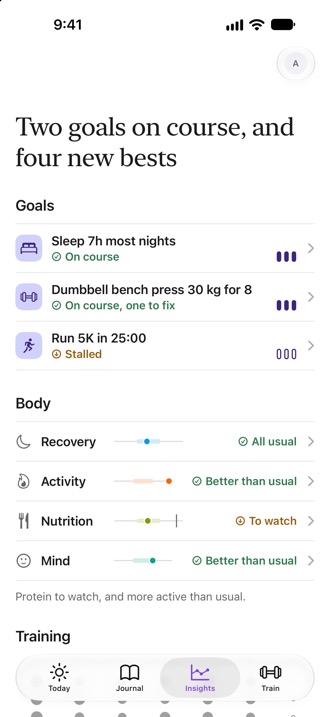 9:41
A
Two goals on course, and
four new bests
Goals
Sleep 7h most nights
On course
Dumbbell bench press 30 kg for 8
On course, one to fix
Run 5K in 25:00
Stalled
Body
Recovery
All usual
Activity
Better than usual
Nutrition
To watch
Mind
Better than usual
Protein to watch, and more active than usual.
Training
Today
Journal
Insights
Train